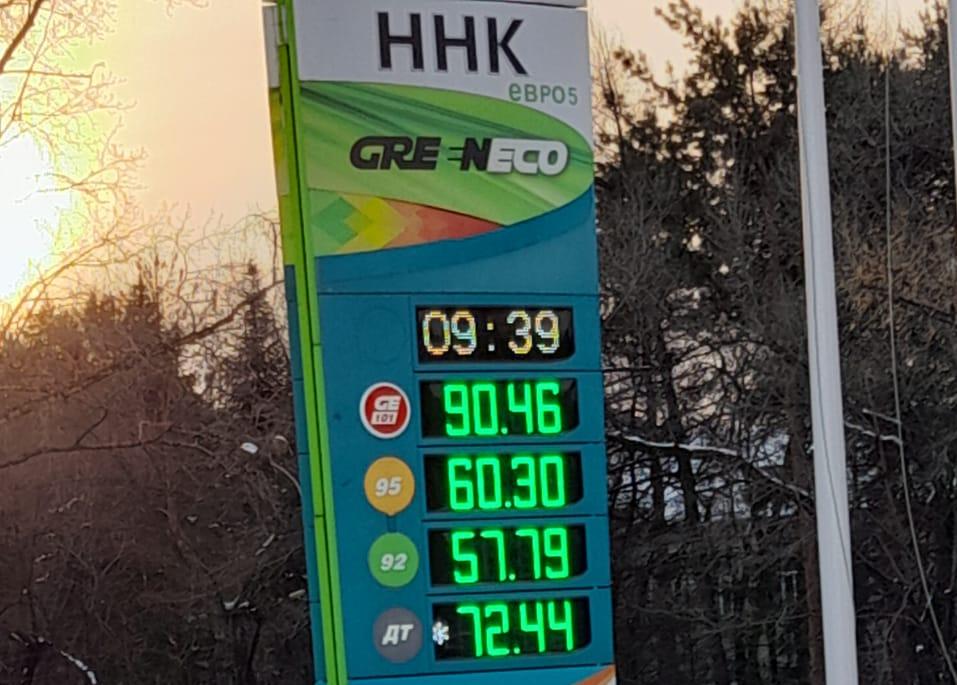 ННК
еВРО5
GREENECO
09:39
GE 101 90.46
95 60.30
92 57.79
ДТ 72.44